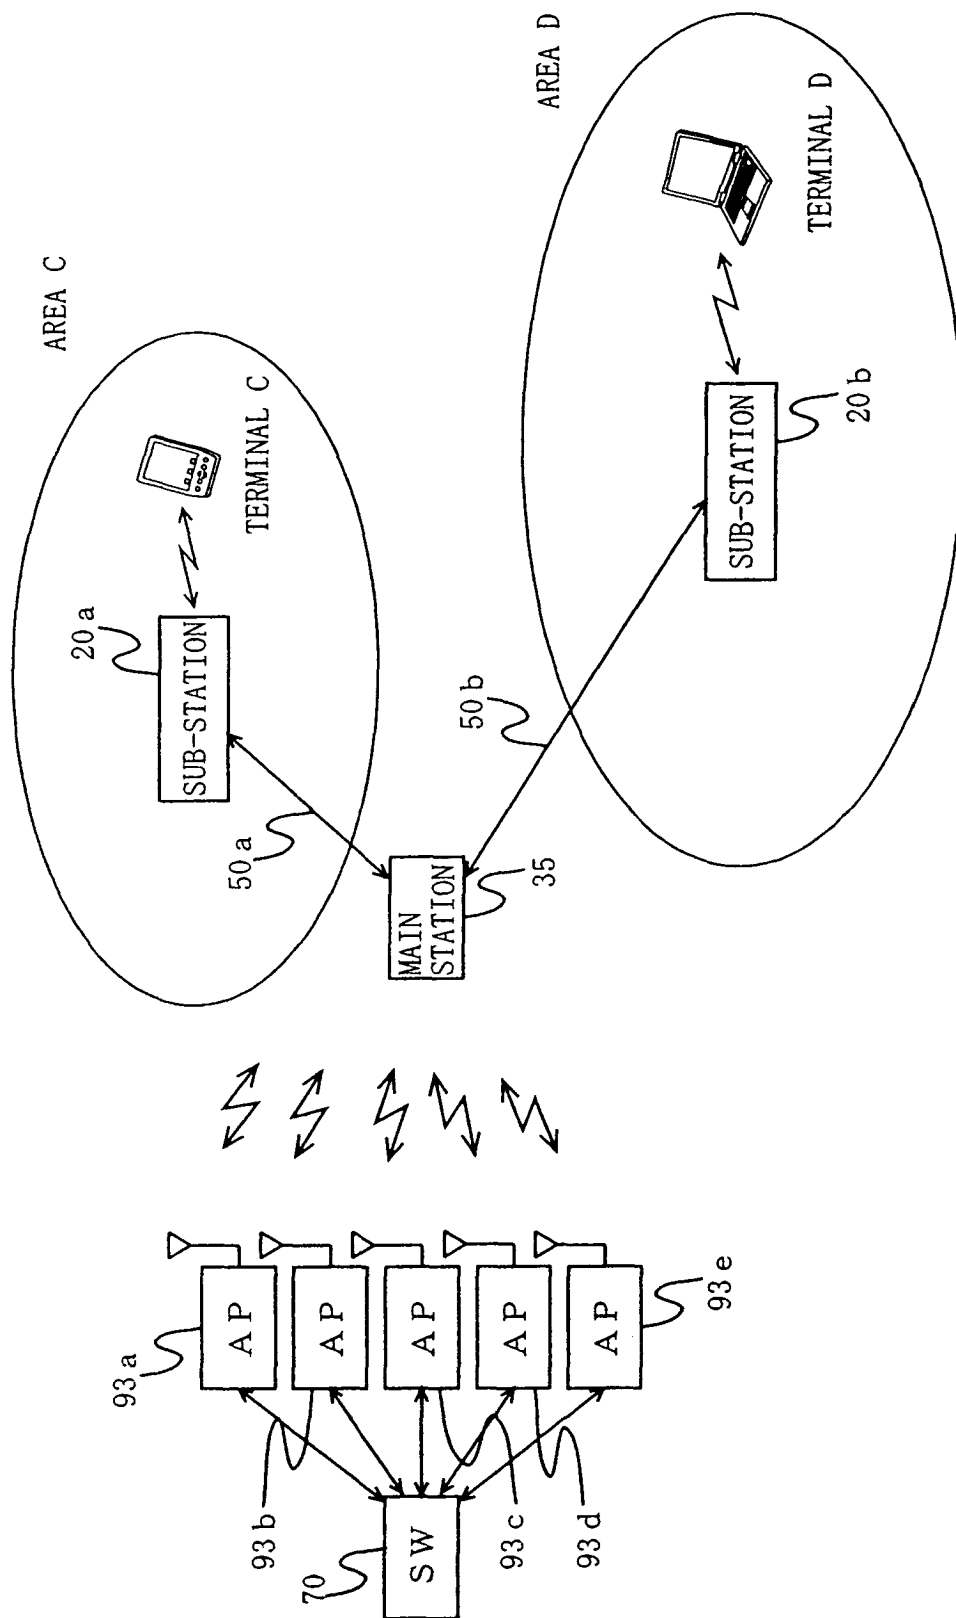 AREA C
AREA D
TERMINAL C
TERMINAL D
20a
SUB-STATION
SUB-STATION
20b
50a
50b
MAIN
STATION
35
93a
AP
AP
AP
AP
AP
93e
93b
93c
93d
70
SW